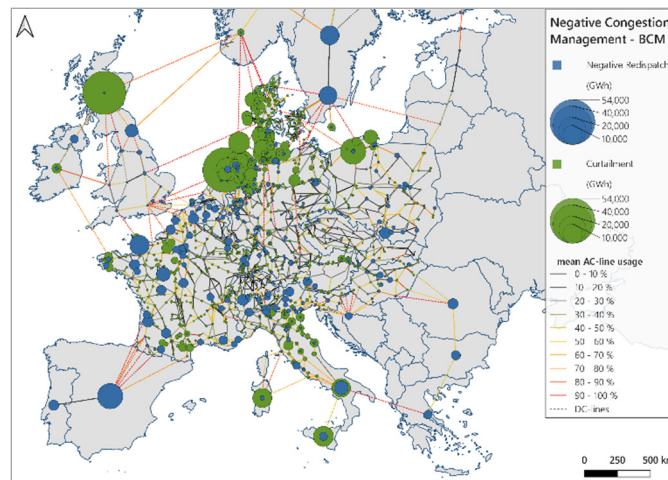 Negative Congestion
Management - BCM
Negative Redispatch
(GWh)
54,000
40,000
20,000
10,000
Curtailment
(GWh)
54,000
40,000
20,000
10,000
mean AC-line usage
0 - 10 %
10 - 20 %
20 - 30 %
30 - 40 %
40 - 50 %
50 - 60 %
60 - 70 %
70 - 80 %
80 - 90 %
90 - 100 %
DC-lines
0 250 500 km